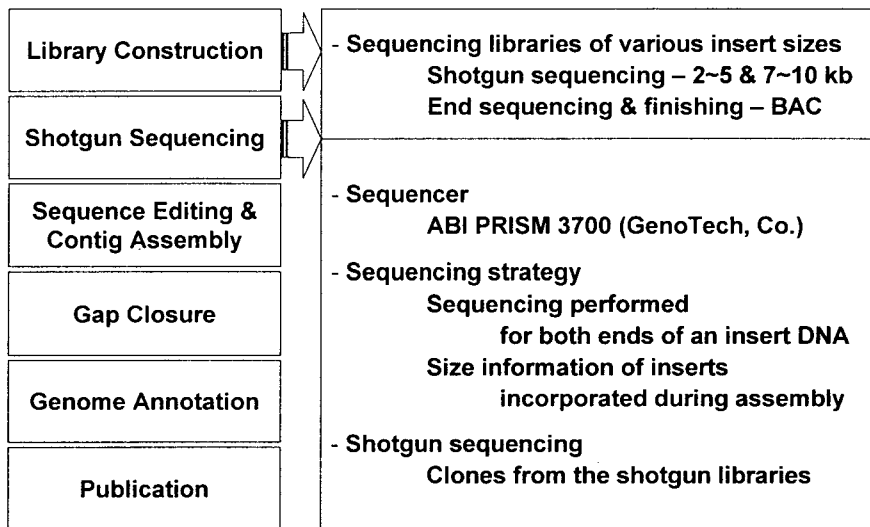 Library Construction
Shotgun Sequencing
Sequence Editing &
Contig Assembly
Gap Closure
Genome Annotation
Publication
- Sequencing libraries of various insert sizes
Shotgun sequencing – 2~5 & 7~10 kb
End sequencing & finishing – BAC
- Sequencer
ABI PRISM 3700 (GenoTech, Co.)
- Sequencing strategy
Sequencing performed
for both ends of an insert DNA
Size information of inserts
incorporated during assembly
- Shotgun sequencing
Clones from the shotgun libraries